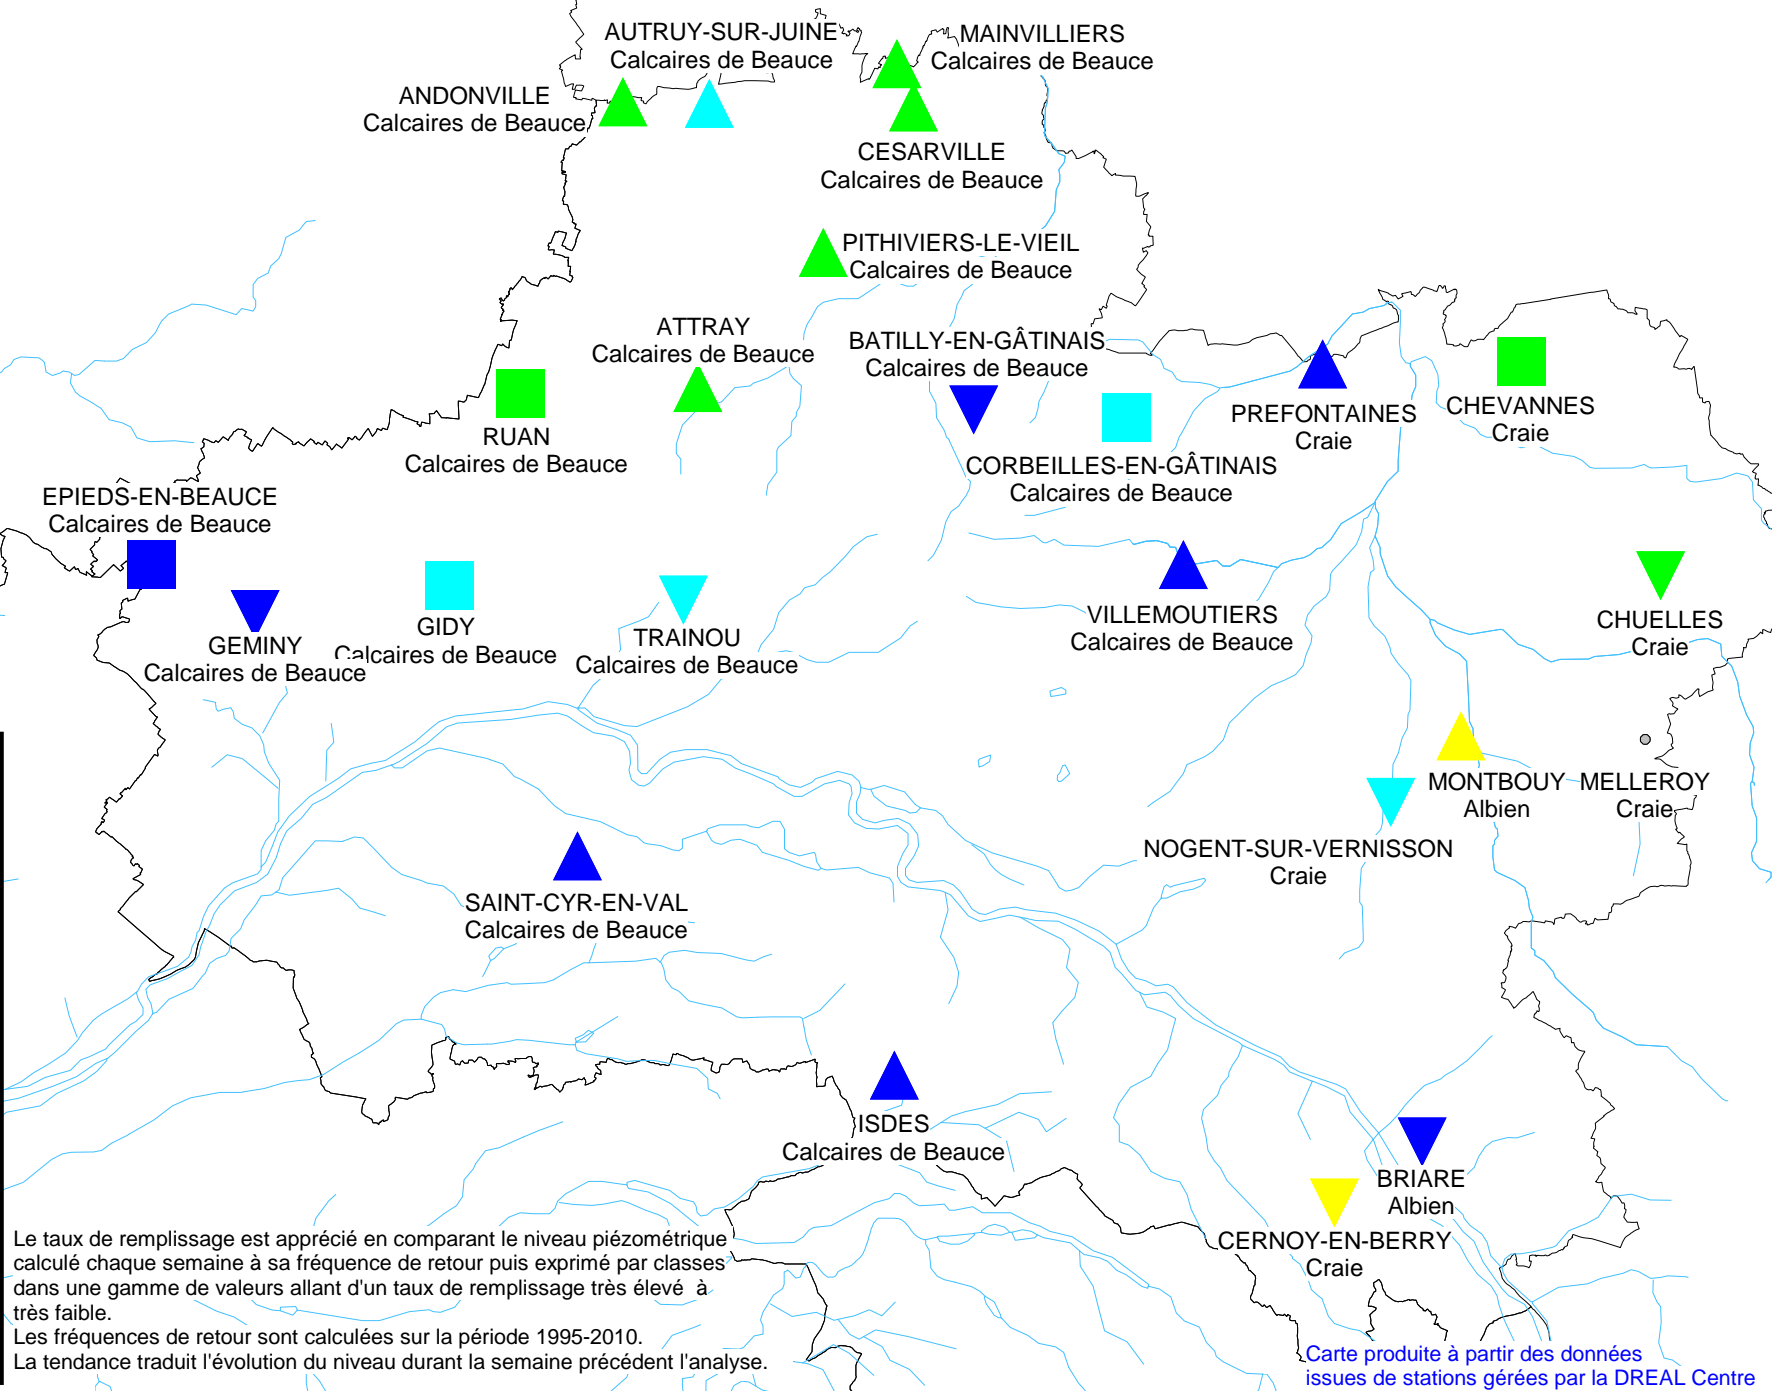 AUTRUY-SUR-JUINE
Calcaires de Beauce
MAINVILLIERS
Calcaires de Beauce
ANDONVILLE
Calcaires de Beauce
CESARVILLE
Calcaires de Beauce
PITHIVIERS-LE-VIEIL
Calcaires de Beauce
ATTRAY
Calcaires de Beauce
BATILLY-EN-GÂTINAIS
Calcaires de Beauce
PREFONTAINES
Craie
CHEVANNES
Craie
RUAN
Calcaires de Beauce
CORBEILLES-EN-GÂTINAIS
Calcaires de Beauce
EPIEDS-EN-BEAUCE
Calcaires de Beauce
GEMINY
Calcaires de Beauce
GIDY
Calcaires de Beauce
TRAINOU
Calcaires de Beauce
VILLEMOUTIERS
Calcaires de Beauce
CHUELLES
Craie
MONTBOUY
Albien
MELLEROY
Craie
NOGENT-SUR-VERNISSON
Craie
SAINT-CYR-EN-VAL
Calcaires de Beauce
ISDES
Calcaires de Beauce
BRIARE
Albien
CERNOY-EN-BERRY
Craie
Le taux de remplissage est apprécié en comparant le niveau piézométrique
calculé chaque semaine à sa fréquence de retour puis exprimé par classes
dans une gamme de valeurs allant d'un taux de remplissage très élevé à
très faible.
Les fréquences de retour sont calculées sur la période 1995-2010.
La tendance traduit l'évolution du niveau durant la semaine précédent l'analyse.
Carte produite à partir des données
issues de stations gérées par la DREAL Centre